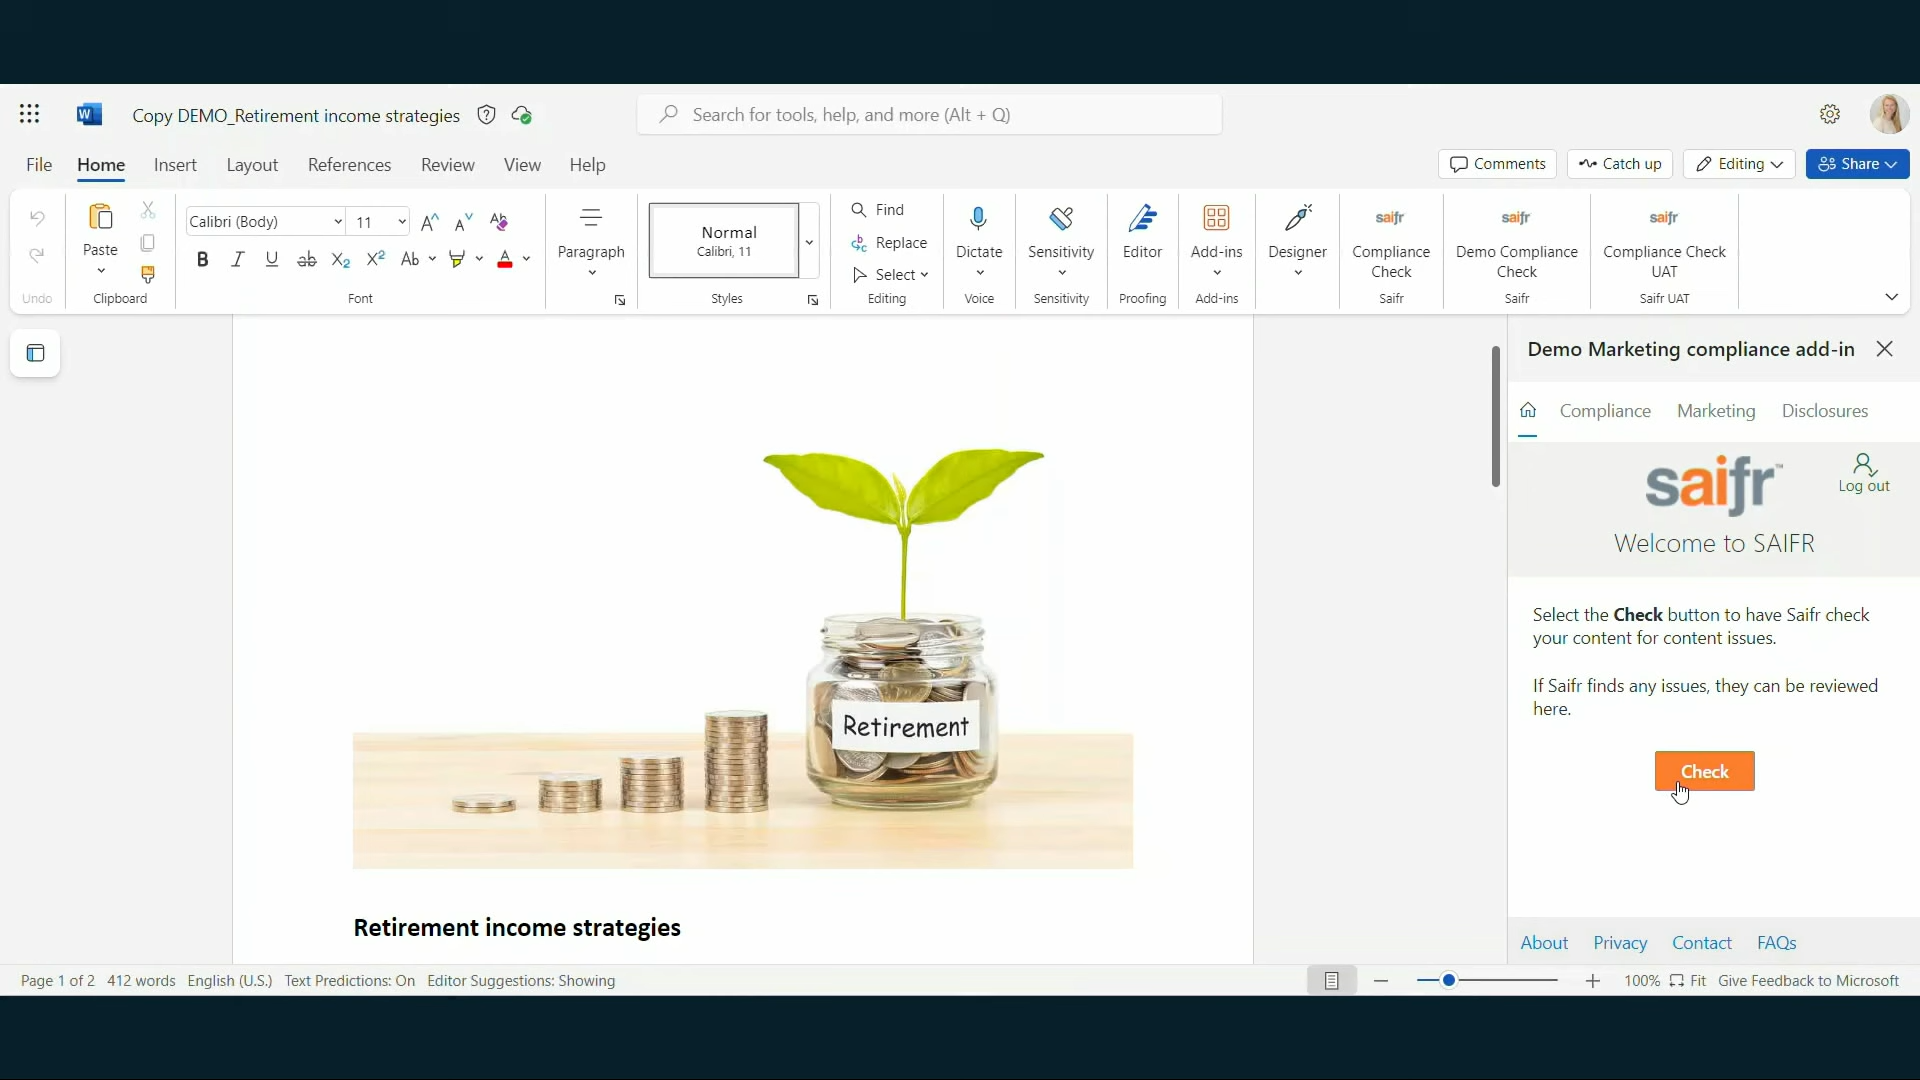 Copy DEMO_Retirement income strategies
Search for tools, help, and more (Alt + Q)
File Home Insert Layout References Review View Help
Comments Catch up Editing Share
Undo
Paste
Clipboard
Calibri (Body) 11
Font
Paragraph
Normal
Calibri, 11
Styles
Find
Replace
Select
Editing
Dictate
Voice
Sensitivity
Sensitivity
Editor
Proofing
Add-ins
Add-ins
Designer
saifr
Compliance
Check
Saifr
saifr
Demo Compliance
Check
Saifr
saifr
Compliance Check
UAT
Saifr UAT
Retirement
Retirement income strategies
Demo Marketing compliance add-in
Compliance Marketing Disclosures
saifr™
Log out
Welcome to SAIFR
Select the Check button to have Saifr check
your content for content issues.
If Saifr finds any issues, they can be reviewed
here.
Check
About Privacy Contact FAQs
Page 1 of 2 412 words English (U.S.) Text Predictions: On Editor Suggestions: Showing
100% Fit Give Feedback to Microsoft